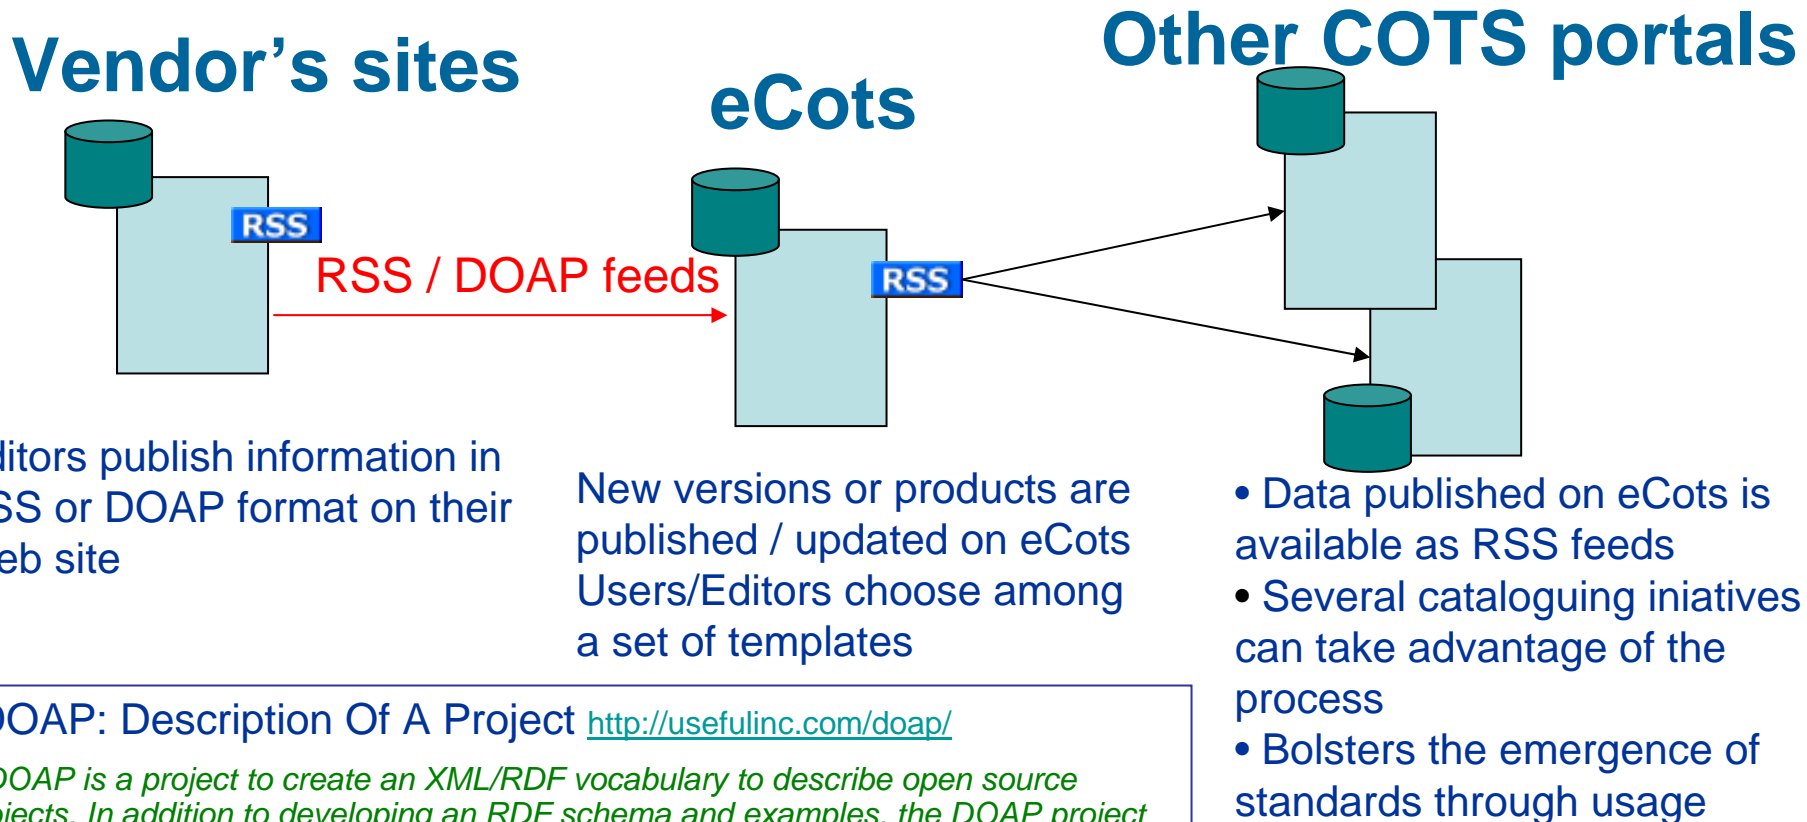 Vendor's sites
eCots
Other COTS portals
RSS
RSS / DOAP feeds
RSS
ditors publish information in
SS or DOAP format on their
eb site
New versions or products are
published / updated on eCots
Users/Editors choose among
a set of templates
• Data published on eCots is
available as RSS feeds
• Several cataloguing iniatives
can take advantage of the
process
• Bolsters the emergence of
standards through usage
DOAP: Description Of A Project http://usefulinc.com/doap/
DOAP is a project to create an XML/RDF vocabulary to describe open source
ojects. In addition to developing an RDF schema and examples, the DOAP project